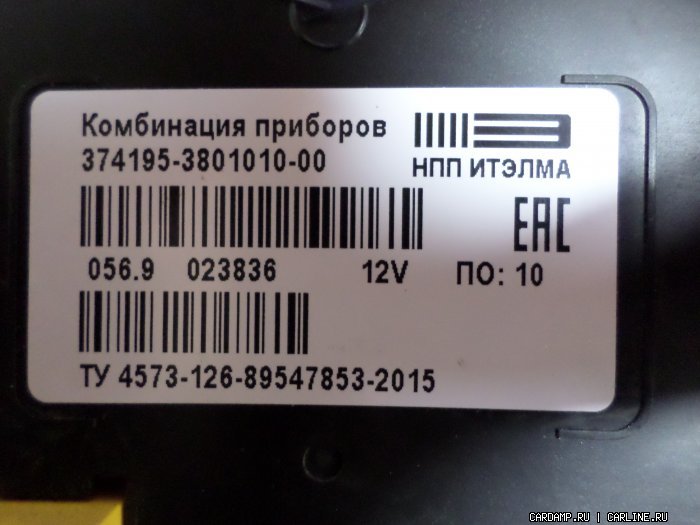 Комбинация приборов
374195-3801010-00
НПП ИТЭЛМА
EAC
056.9 023836 12V ПО: 10
ТУ 4573-126-89547853-2015
CARDAMP.RU | CARLINE.RU